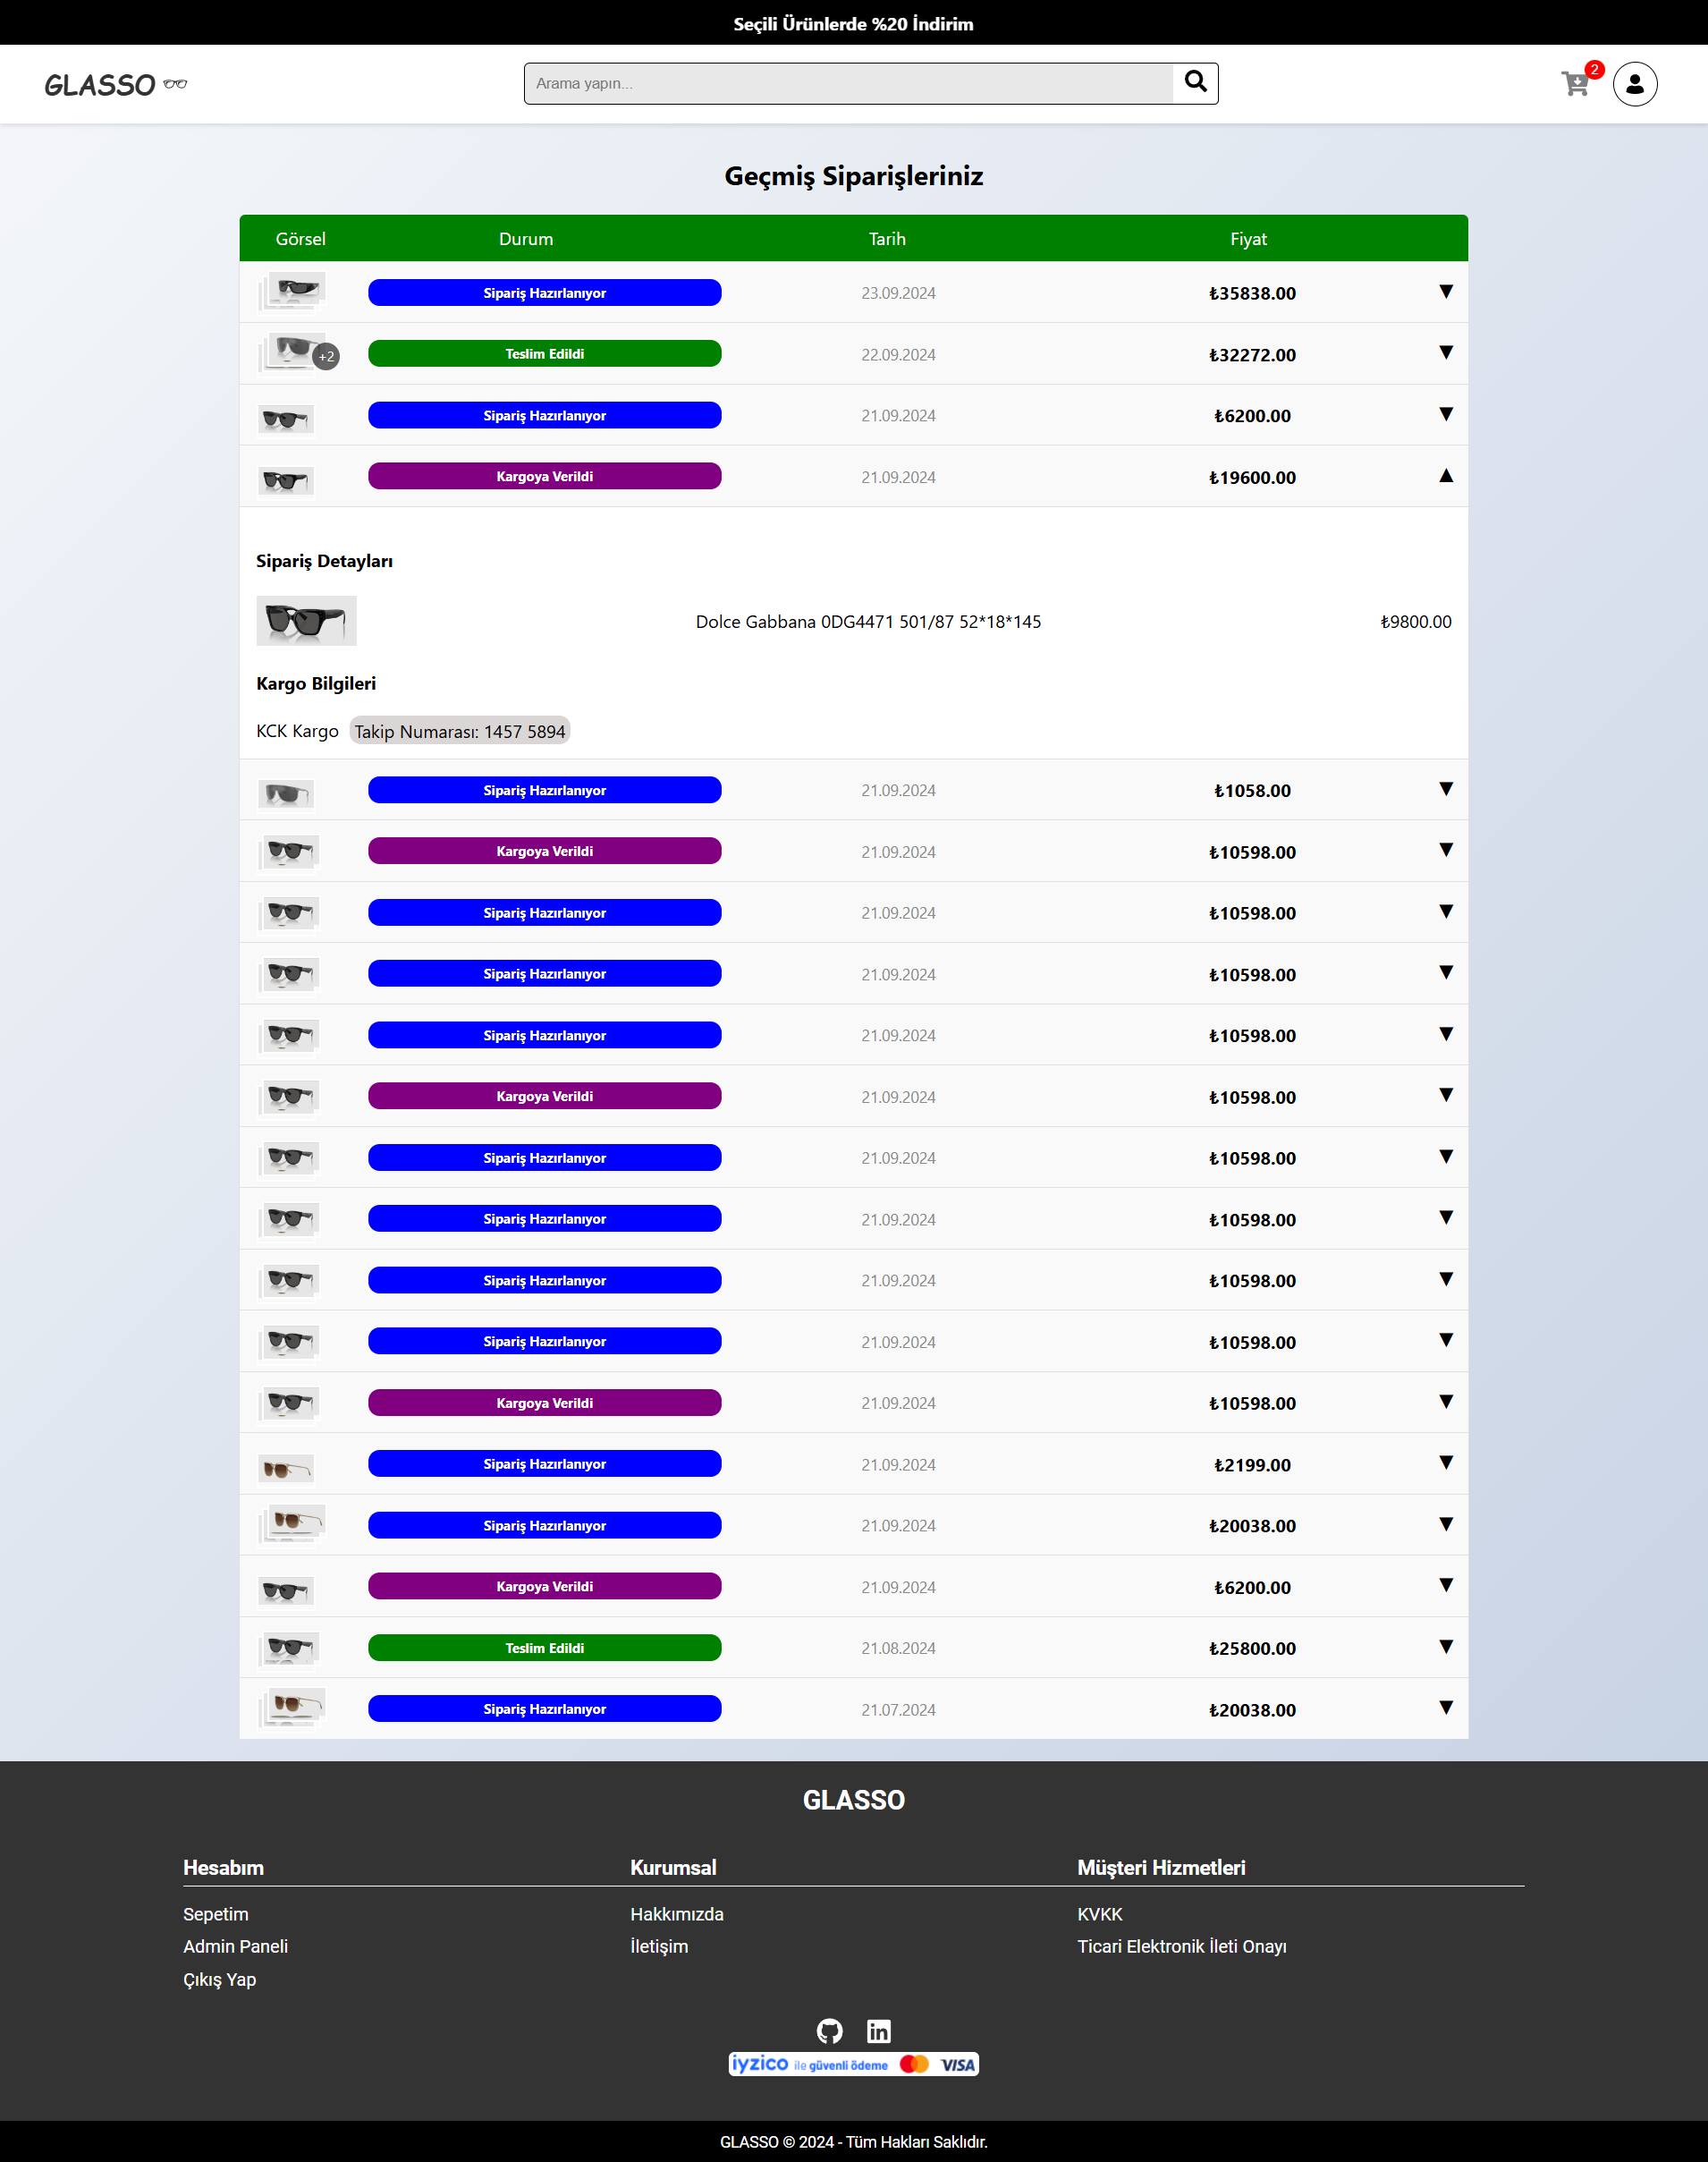 Seçili Ürünlerde %20 İndirim
GLASSO
Arama yapın...
2
Geçmiş Siparişleriniz
Görsel Durum Tarih Fiyat
Sipariş Hazırlanıyor 23.09.2024 ₺35838.00 ▼
+2 Teslim Edildi 22.09.2024 ₺32272.00 ▼
Sipariş Hazırlanıyor 21.09.2024 ₺6200.00 ▼
Kargoya Verildi 21.09.2024 ₺19600.00 ▲
Sipariş Detayları
Dolce Gabbana 0DG4471 501/87 52*18*145 ₺9800.00
Kargo Bilgileri
KCK Kargo Takip Numarası: 1457 5894
Sipariş Hazırlanıyor 21.09.2024 ₺1058.00 ▼
Kargoya Verildi 21.09.2024 ₺10598.00 ▼
Sipariş Hazırlanıyor 21.09.2024 ₺10598.00 ▼
Sipariş Hazırlanıyor 21.09.2024 ₺10598.00 ▼
Sipariş Hazırlanıyor 21.09.2024 ₺10598.00 ▼
Kargoya Verildi 21.09.2024 ₺10598.00 ▼
Sipariş Hazırlanıyor 21.09.2024 ₺10598.00 ▼
Sipariş Hazırlanıyor 21.09.2024 ₺10598.00 ▼
Sipariş Hazırlanıyor 21.09.2024 ₺10598.00 ▼
Sipariş Hazırlanıyor 21.09.2024 ₺10598.00 ▼
Kargoya Verildi 21.09.2024 ₺10598.00 ▼
Sipariş Hazırlanıyor 21.09.2024 ₺2199.00 ▼
Sipariş Hazırlanıyor 21.09.2024 ₺20038.00 ▼
Kargoya Verildi 21.09.2024 ₺6200.00 ▼
Teslim Edildi 21.08.2024 ₺25800.00 ▼
Sipariş Hazırlanıyor 21.07.2024 ₺20038.00 ▼
GLASSO
Hesabım Kurumsal Müşteri Hizmetleri
Sepetim Hakkımızda KVKK
Admin Paneli İletişim Ticari Elektronik İleti Onayı
Çıkış Yap
in
iyzico ile güvenli ödeme VISA
GLASSO © 2024 - Tüm Hakları Saklıdır.